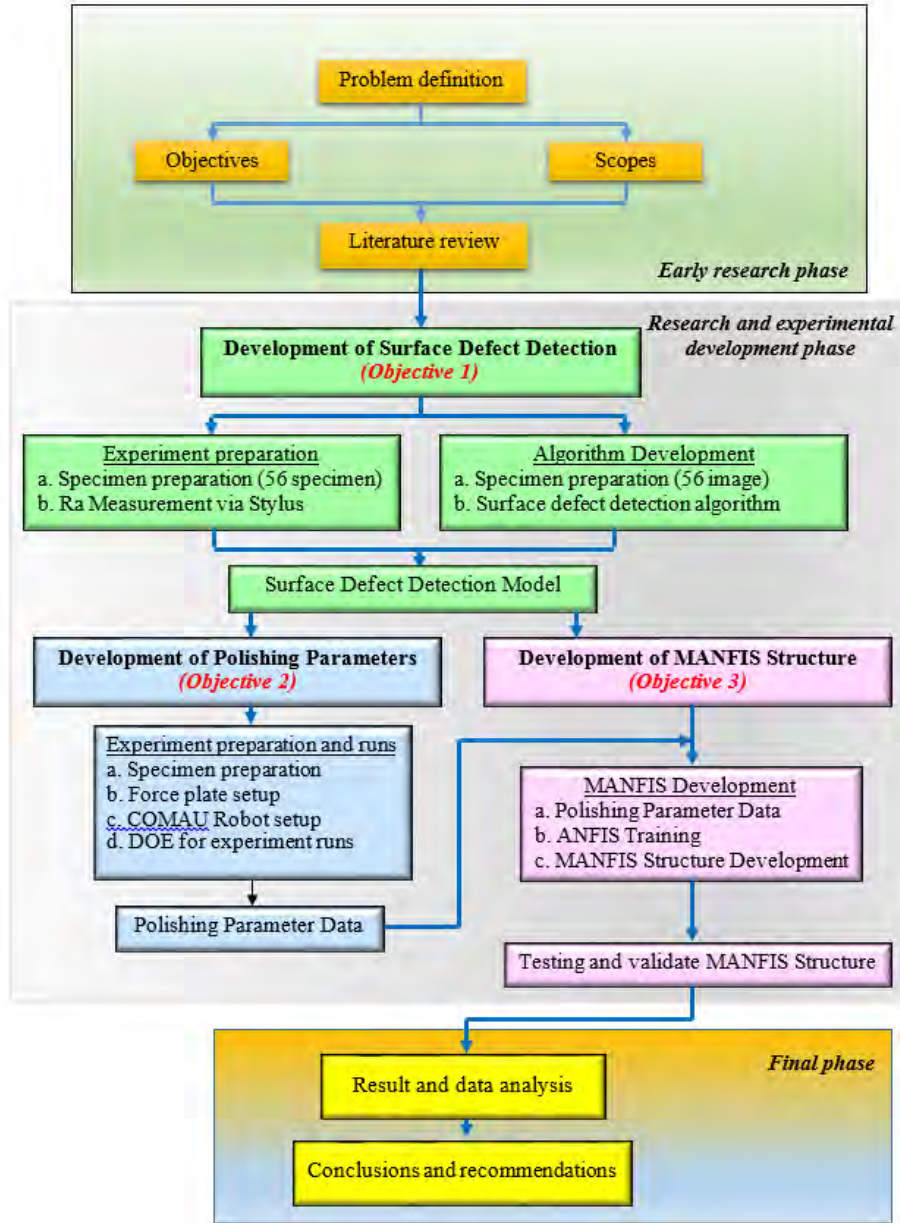 Problem definition
Objectives
Scopes
Literature review
Early research phase
Research and experimental
development phase
Development of Surface Defect Detection
(Objective 1)
Experiment preparation
a. Specimen preparation (56 specimen)
b. Ra Measurement via Stylus
Algorithm Development
a. Specimen preparation (56 image)
b. Surface defect detection algorithm
Surface Defect Detection Model
Development of Polishing Parameters
(Objective 2)
Development of MANFIS Structure
(Objective 3)
Experiment preparation and runs
a. Specimen preparation
b. Force plate setup
c. COMAU Robot setup
d. DOE for experiment runs
MANFIS Development
a. Polishing Parameter Data
b. ANFIS Training
c. MANFIS Structure Development
Polishing Parameter Data
Testing and validate MANFIS Structure
Final phase
Result and data analysis
Conclusions and recommendations